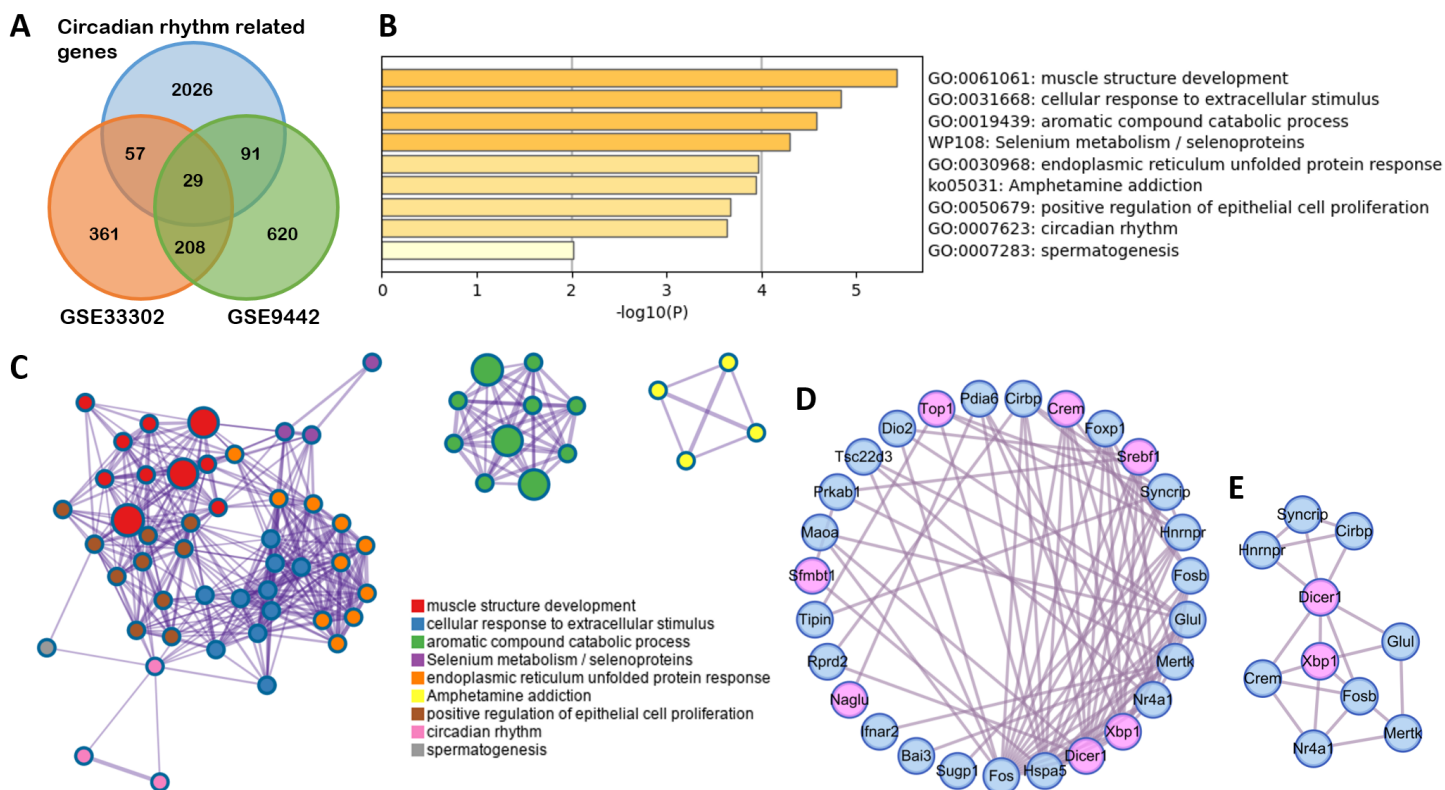 A
Circadian rhythm related
genes
2026
57
91
29
361
208
620
GSE33302
GSE9442
B
GO:0061061: muscle structure development
GO:0031668: cellular response to extracellular stimulus
GO:0019439: aromatic compound catabolic process
WP108: Selenium metabolism / selenoproteins
GO:0030968: endoplasmic reticulum unfolded protein response
ko05031: Amphetamine addiction
GO:0050679: positive regulation of epithelial cell proliferation
GO:0007623: circadian rhythm
GO:0007283: spermatogenesis
0 1 2 3 4 5
-log10(P)
C
muscle structure development
cellular response to extracellular stimulus
aromatic compound catabolic process
Selenium metabolism / selenoproteins
endoplasmic reticulum unfolded protein response
Amphetamine addiction
positive regulation of epithelial cell proliferation
circadian rhythm
spermatogenesis
D
Top1
Pdia6
Cirbp
Crem
Foxp1
Srebf1
Syncrip
Hnrnpr
Fosb
Glul
Mertk
Nr4a1
Xbp1
Dicer1
Hspa5
Fos
Sugp1
Bai3
Ifnar2
Naglu
Rprd2
Tipin
Sfmbt1
Maoa
Prkab1
Tsc22d3
Dio2
E
Syncrip
Cirbp
Hnrnpr
Dicer1
Glul
Xbp1
Crem
Fosb
Mertk
Nr4a1